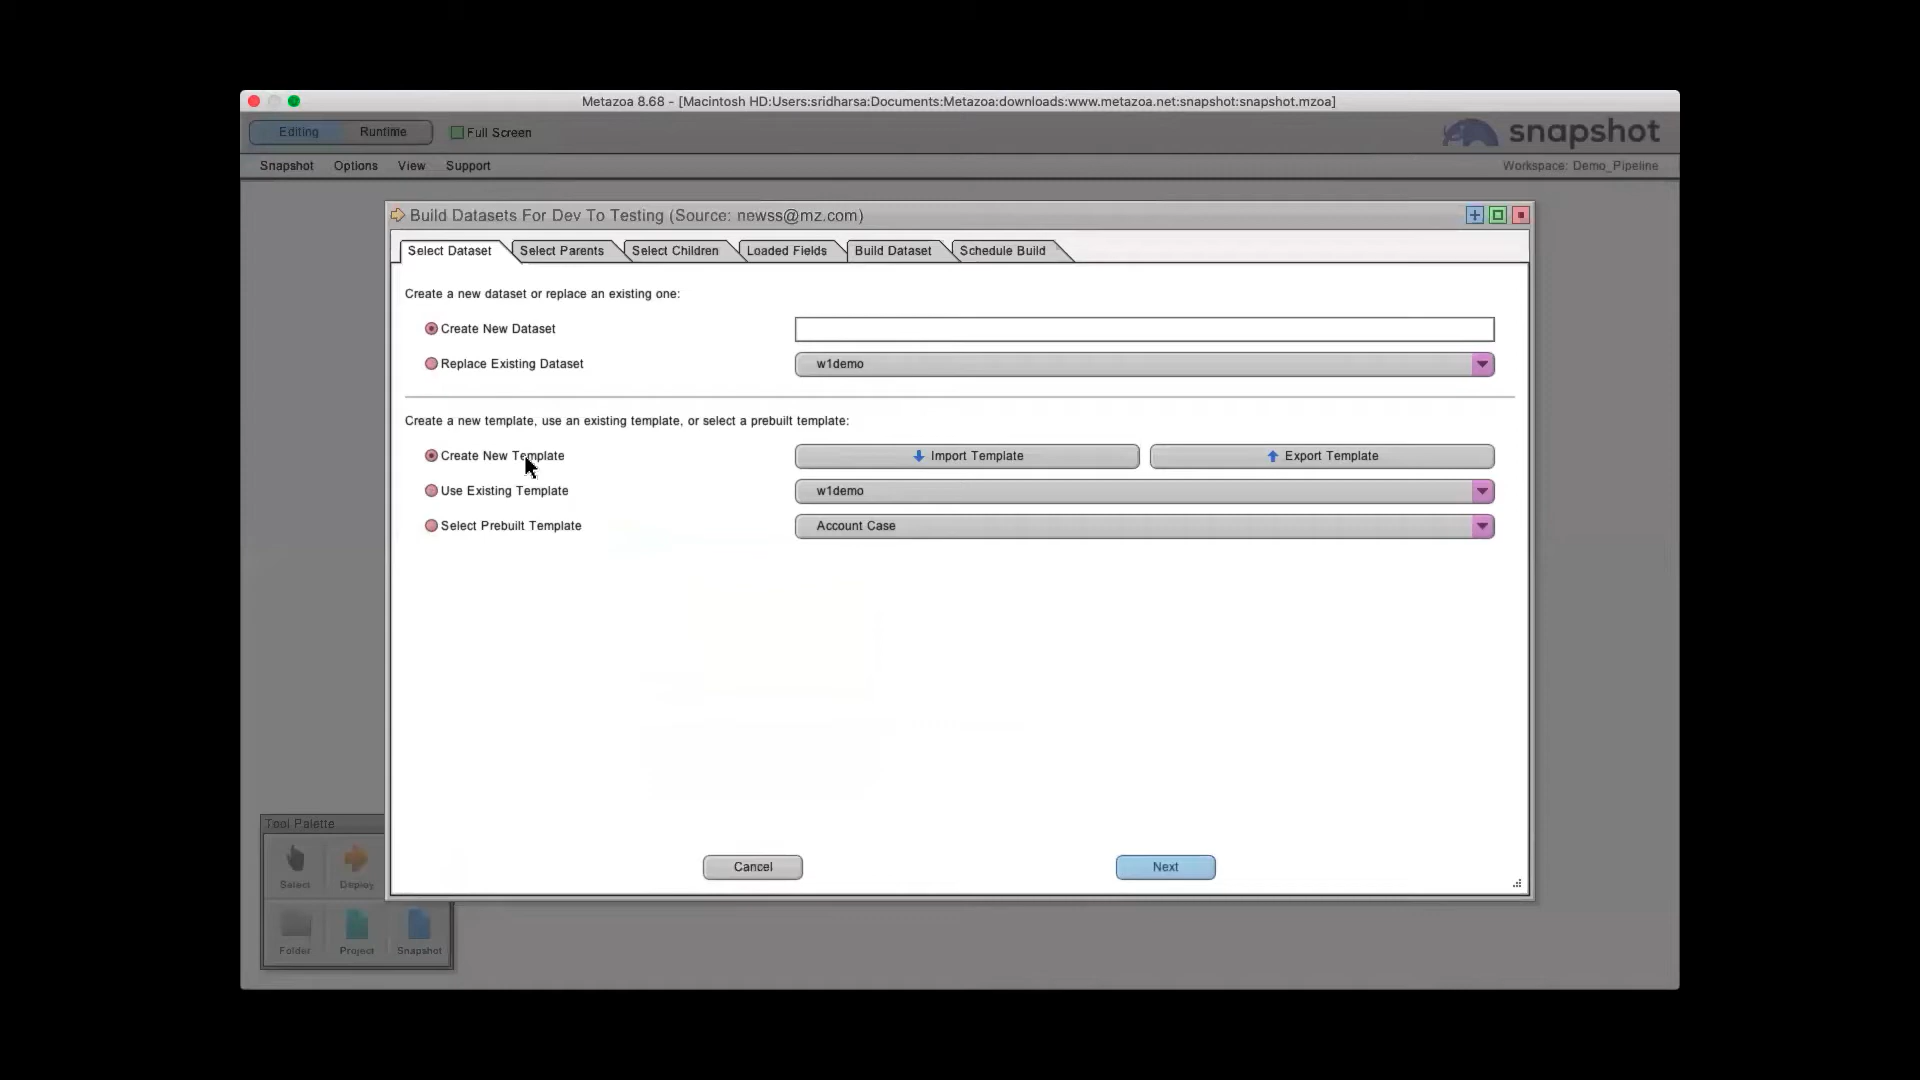 Metazoa 8.68 - [Macintosh HD:Users:sridharsa:Documents:Metazoa:downloads:www.metazoa.net:snapshot:snapshot.mzoa]
Editing Runtime Full Screen snapshot
Snapshot Options View Support Workspace: Demo_Pipeline
Build Datasets For Dev To Testing (Source: newss@mz.com)
Select Dataset Select Parents Select Children Loaded Fields Build Dataset Schedule Build
Create a new dataset or replace an existing one:
Create New Dataset
Replace Existing Dataset w1demo
Create a new template, use an existing template, or select a prebuilt template:
Create New Template Import Template Export Template
Use Existing Template w1demo
Select Prebuilt Template Account Case
Tool Palette
Select Deploy
Cancel Next
Folder Project Snapshot